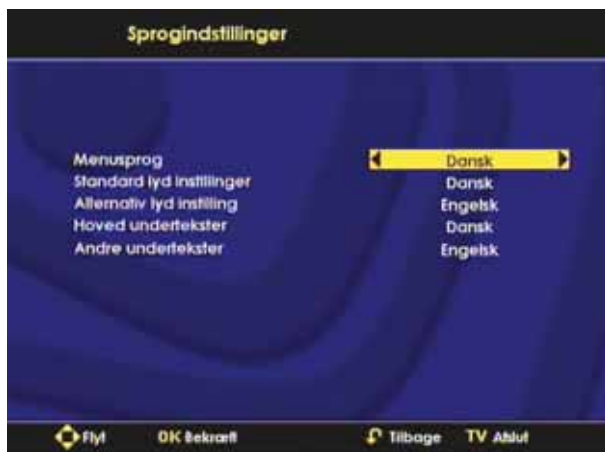 Sprogindstillinger
Menusprog Dansk
Standard lyd instillinger Dansk
Alternativ lyd instilling Engelsk
Hoved undertekster Dansk
Andre undertekster Engelsk
Flyt OK Bekræft Tilbage TV Afslut